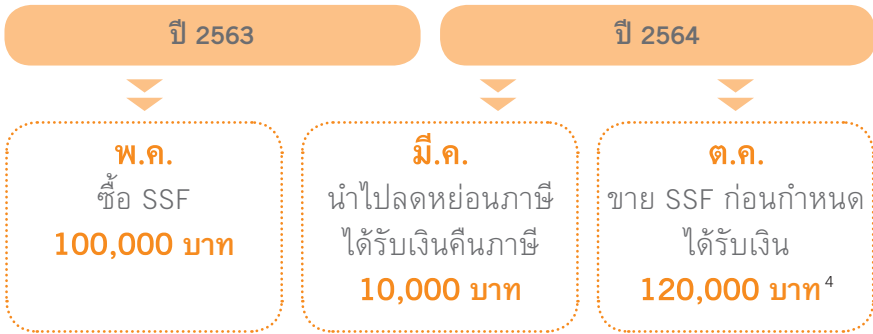 ปี 2563
ปี 2564
พ.ค.
ซื้อ SSF
100,000 บาท
มี.ค.
นำไปลดหย่อนภาษี
ได้รับเงินคืนภาษี
10,000 บาท
ต.ค.
ขาย SSF ก่อนกำหนด
ได้รับเงิน
120,000 บาท 4